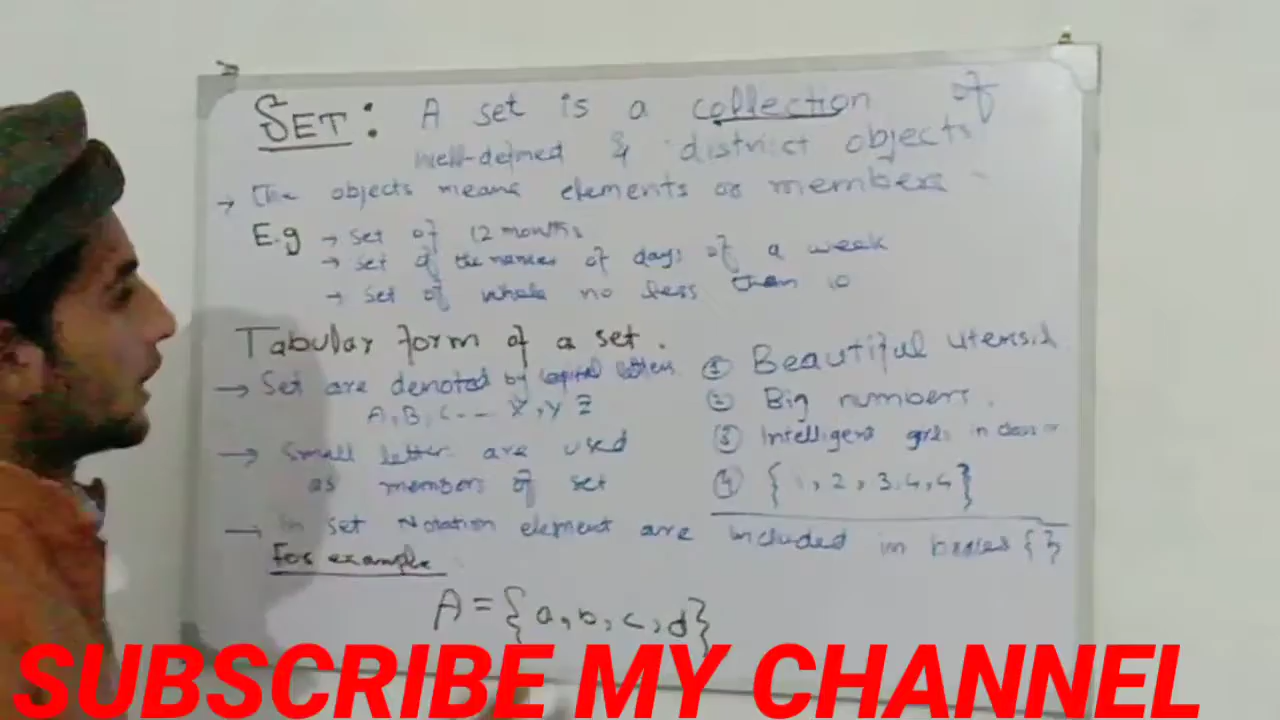 SET: A set is a collection of
well-defined & district objects
→ The objects means elements or members
E.g → set of 12 months
→ set of the names of days of a week
→ set of whole no less than 10
Tabular form of a set.
→ Set are denoted by capital letters
A, B, C --- X, Y Z
→ Small letter are used
as members of set
① Beautiful utensil
② Big numbers.
③ Intelligent girls in class
④ { 1, 2, 3, 4, 4 }
→ In set Notation element are included in braces { }
For example
A = { a, b, c, d }
SUBSCRIBE MY CHANNEL